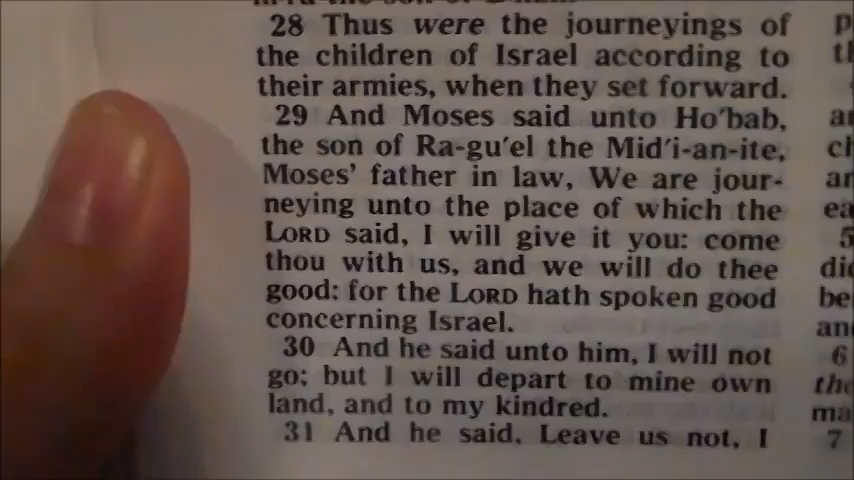 28 Thus were the journeyings of
the children of Israel according to
their armies, when they set forward.
29 And Moses said unto Ho′bab,
the son of Ra-gu′el the Mid′i-an-ite,
Moses' father in law, We are jour-
neying unto the place of which the
LORD said, I will give it you: come
thou with us, and we will do thee
good: for the LORD hath spoken good
concerning Israel.
30 And he said unto him, I will not
go; but I will depart to mine own
land, and to my kindred.
31 And he said, Leave us not, I
5
6
7